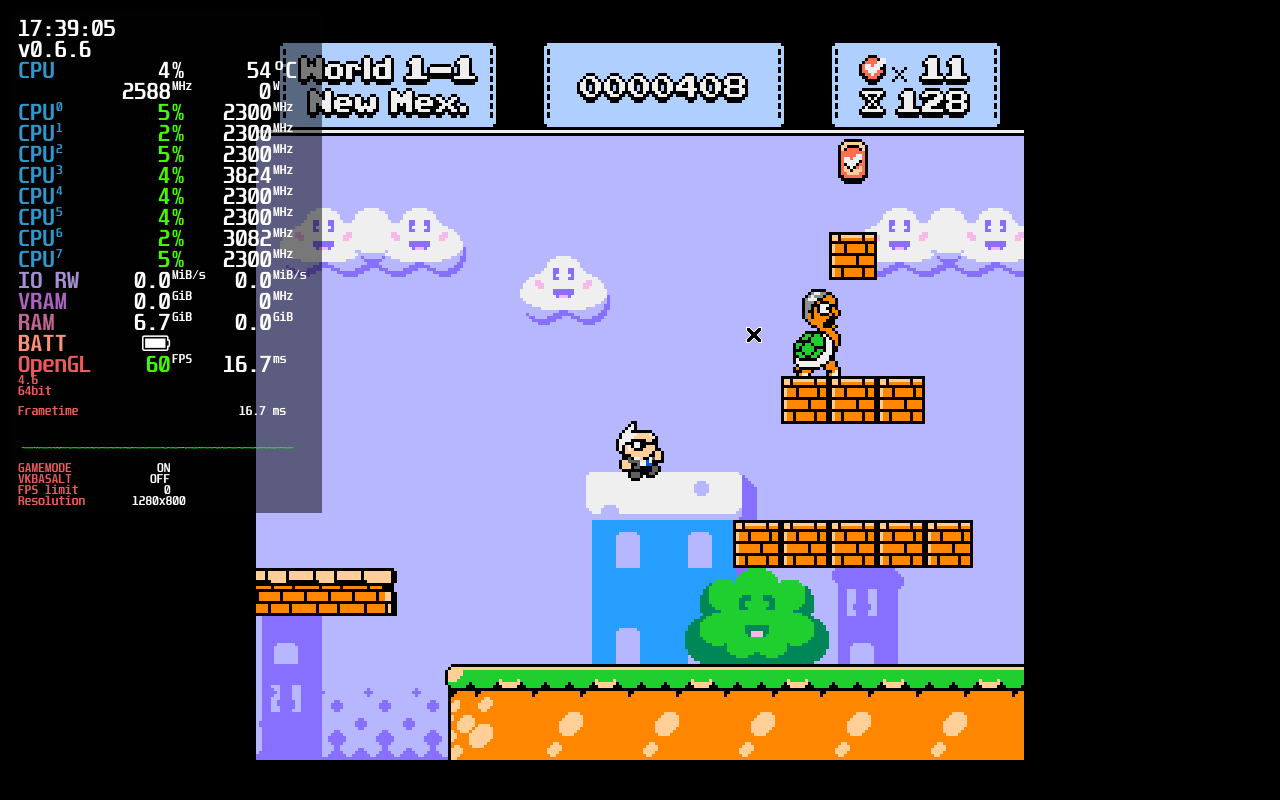 17:39:05
v0.6.6
CPU 4% 54°C
2588MHz 0W
CPU0 5% 2300MHz
CPU1 2% 2300MHz
CPU2 5% 2300MHz
CPU3 4% 3824MHz
CPU4 4% 2300MHz
CPU5 4% 2300MHz
CPU6 2% 3082MHz
CPU7 5% 2300MHz
IO RW 0.0MiB/s 0.0MiB/s
VRAM 0.0GiB 0MHz
RAM 6.7GiB 0.0GiB
BATT
OpenGL 60FPS 16.7ms
4.6
64bit
Frametime 16.7 ms
GAMEMODE ON
VKBASALT OFF
FPS limit 0
Resolution 1280x800
World 1-1
New Mex.
0000408
× 11
128